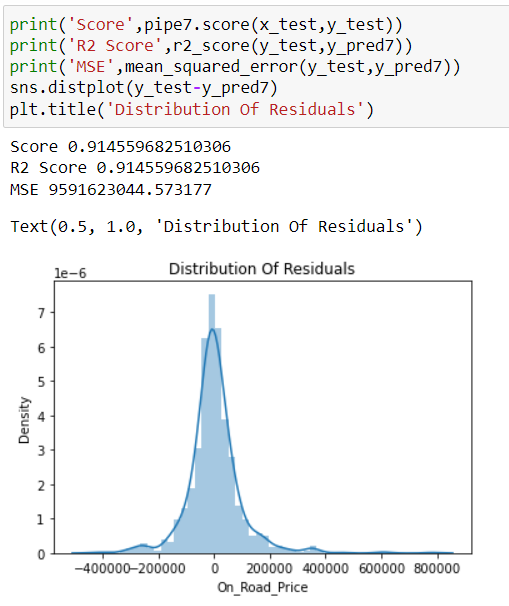 print('Score',pipe7.score(x_test,y_test))
print('R2 Score',r2_score(y_test,y_pred7))
print('MSE',mean_squared_error(y_test,y_pred7))
sns.distplot(y_test-y_pred7)
plt.title('Distribution Of Residuals')
Score 0.914559682510306
R2 Score 0.914559682510306
MSE 9591623044.573177
Text(0.5, 1.0, 'Distribution Of Residuals')
1e-6
Distribution Of Residuals
7
6
5
4
3
2
1
0
Density
−400000 −200000 0 200000 400000 600000 800000
On_Road_Price